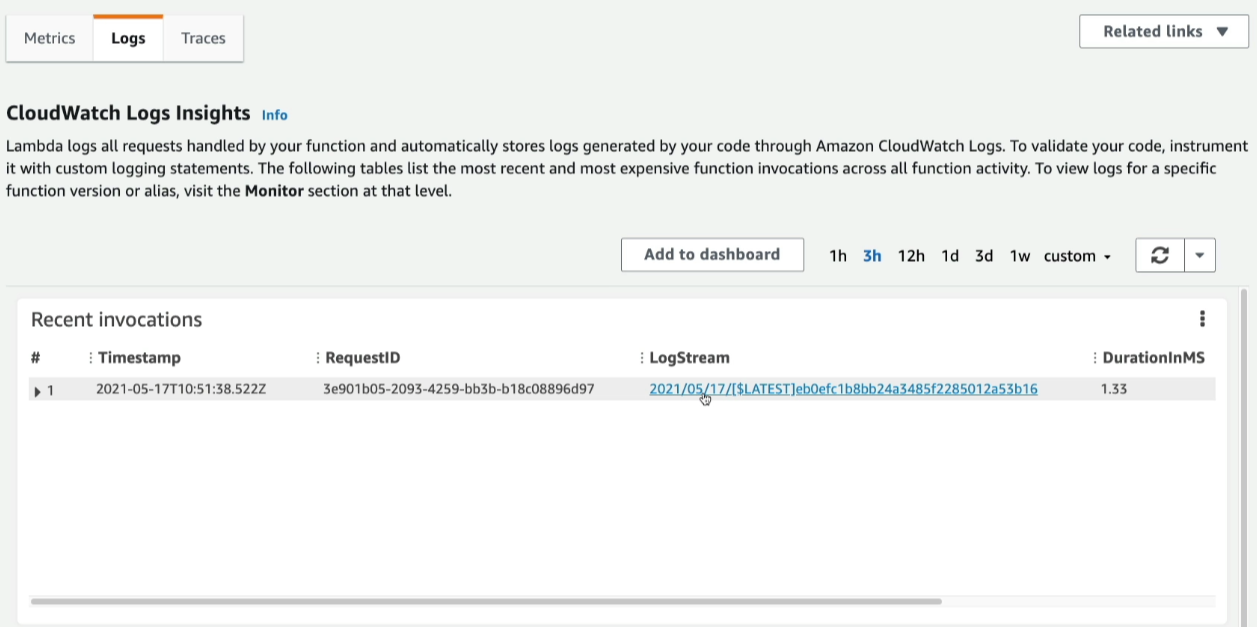 Metrics Logs Traces Related links ▼
CloudWatch Logs Insights Info
Lambda logs all requests handled by your function and automatically stores logs generated by your code through Amazon CloudWatch Logs. To validate your code, instrument
it with custom logging statements. The following tables list the most recent and most expensive function invocations across all function activity. To view logs for a specific
function version or alias, visit the Monitor section at that level.
Add to dashboard 1h 3h 12h 1d 3d 1w custom
Recent invocations
# Timestamp RequestID LogStream DurationInMS
1 2021-05-17T10:51:38.522Z 3e901b05-2093-4259-bb3b-b18c08896d97 2021/05/17/[$LATEST]eb0efc1b8bb24a3485f2285012a53b16 1.33